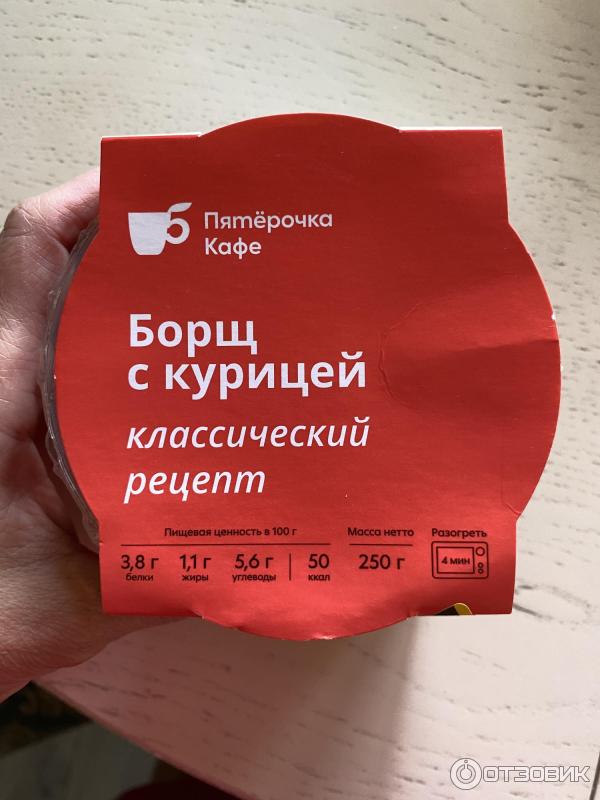 Пятёрочка
Кафе
Борщ
с курицей
классический
рецепт
Пищевая ценность в 100 г
Масса нетто
Разогреть
3,8 г
белки
1,1 г
жиры
5,6 г
углеводы
50
ккал
250 г
4 мин
ОТЗОВИК